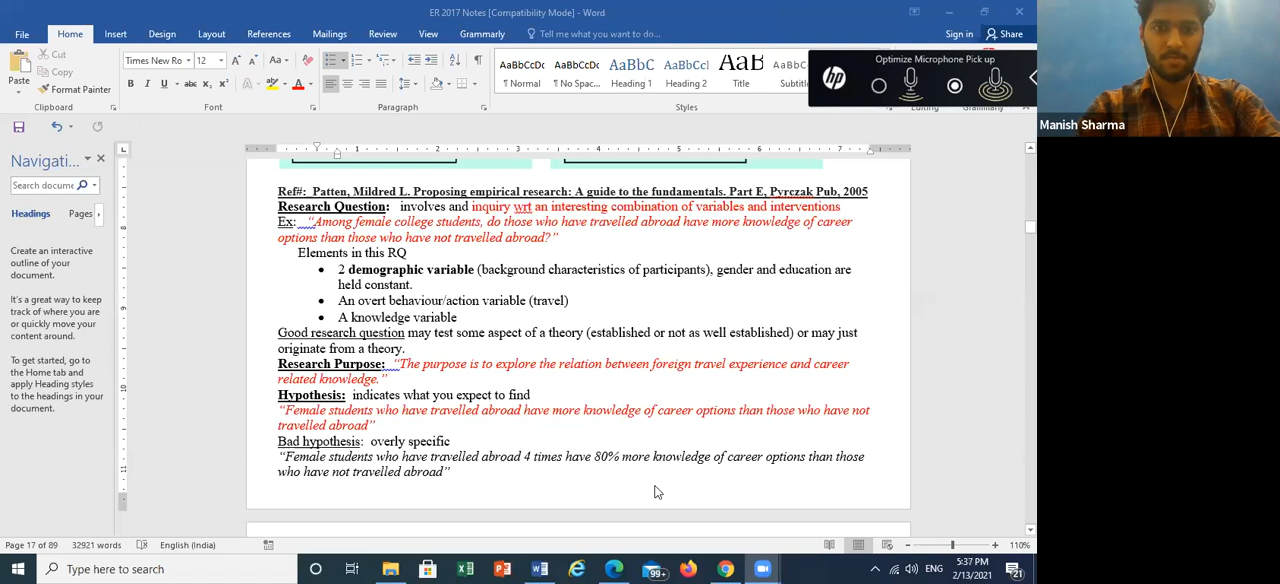 ER 2017 Notes [Compatibility Mode] - Word
File Home Insert Design Layout References Mailings Review View Grammarly Tell me what you want to do... Sign in Share
Cut
Copy
Format Painter
Paste
Times New Ro 12
AaBbCcDc AaBbCcDc AaBbC AaBbCcI AaB AaBbCcD
¶ Normal ¶ No Spac... Heading 1 Heading 2 Title Subtitle
Clipboard Font Paragraph Styles Editing Grammarly
Optimize Microphone Pick up
hp
Manish Sharma
Navigati...
Search docume
Headings Pages
Create an interactive
outline of your
document.
It's a great way to keep
track of where you are
or quickly move your
content around.
To get started, go to
the Home tab and
apply Heading styles
to the headings in your
document.
Ref#: Patten, Mildred L. Proposing empirical research: A guide to the fundamentals. Part E, Pyrczak Pub, 2005
Research Question: involves and inquiry wrt an interesting combination of variables and interventions
Ex: “Among female college students, do those who have travelled abroad have more knowledge of career
options than those who have not travelled abroad?”
Elements in this RQ
• 2 demographic variable (background characteristics of participants), gender and education are
held constant.
• An overt behaviour/action variable (travel)
• A knowledge variable
Good research question may test some aspect of a theory (established or not as well established) or may just
originate from a theory.
Research Purpose: “The purpose is to explore the relation between foreign travel experience and career
related knowledge.”
Hypothesis: indicates what you expect to find
“Female students who have travelled abroad have more knowledge of career options than those who have not
travelled abroad”
Bad hypothesis: overly specific
“Female students who have travelled abroad 4 times have 80% more knowledge of career options than those
who have not travelled abroad”
Page 17 of 89 32921 words English (India) 110%
Type here to search
99+
ENG
5:37 PM
2/13/2021
21